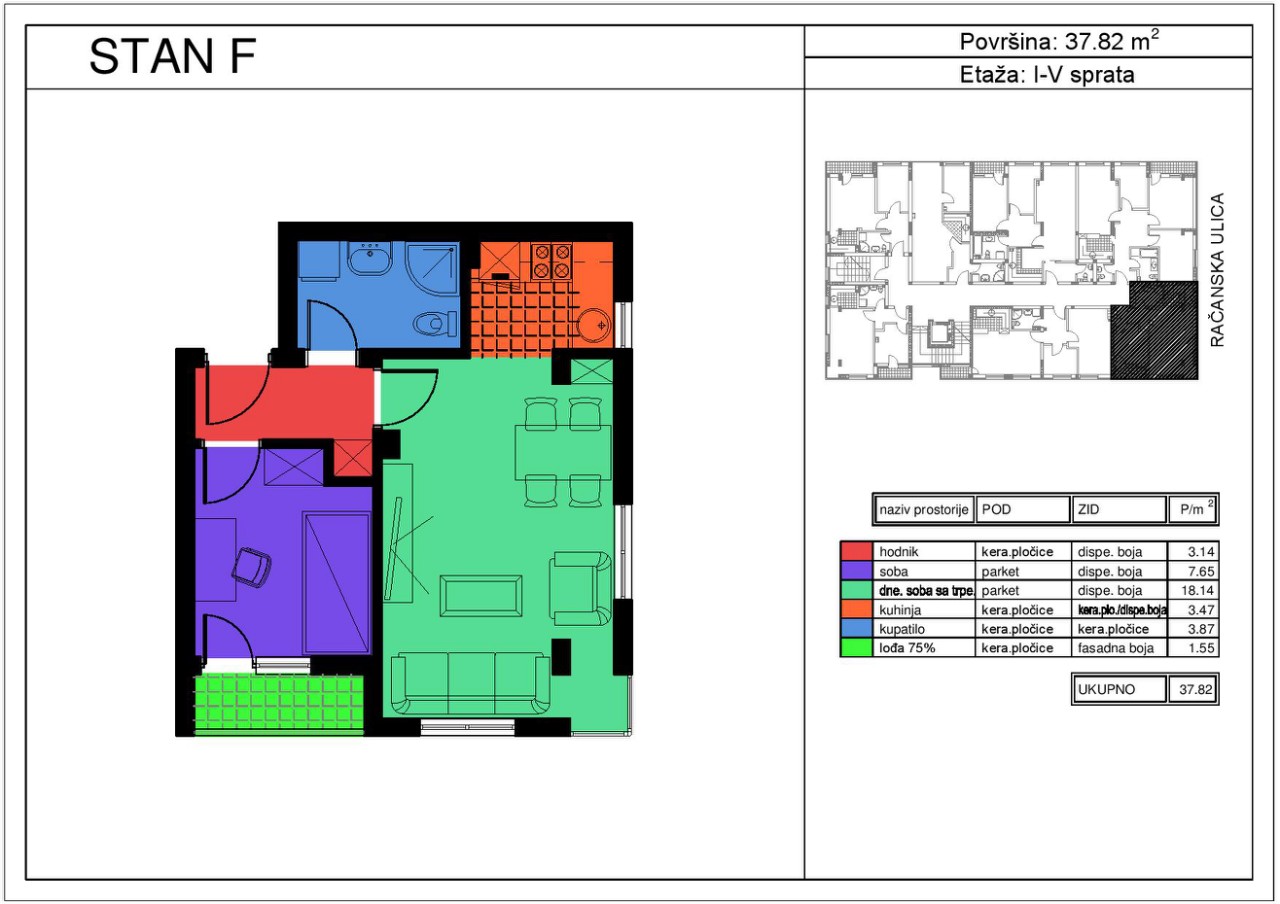 STAN F
Površina: 37.82 m²
Etaža: I-V sprata
RAČANSKA ULICA
naziv prostorije POD ZID P/m²
hodnik kera.pločice dispe. boja 3.14
soba parket dispe. boja 7.65
dne. soba sa trpe. parket dispe. boja 18.14
kuhinja kera.pločice kera.plo./dispe.boja 3.47
kupatilo kera.pločice kera.pločice 3.87
lođa 75% kera.pločice fasadna boja 1.55
UKUPNO 37.82